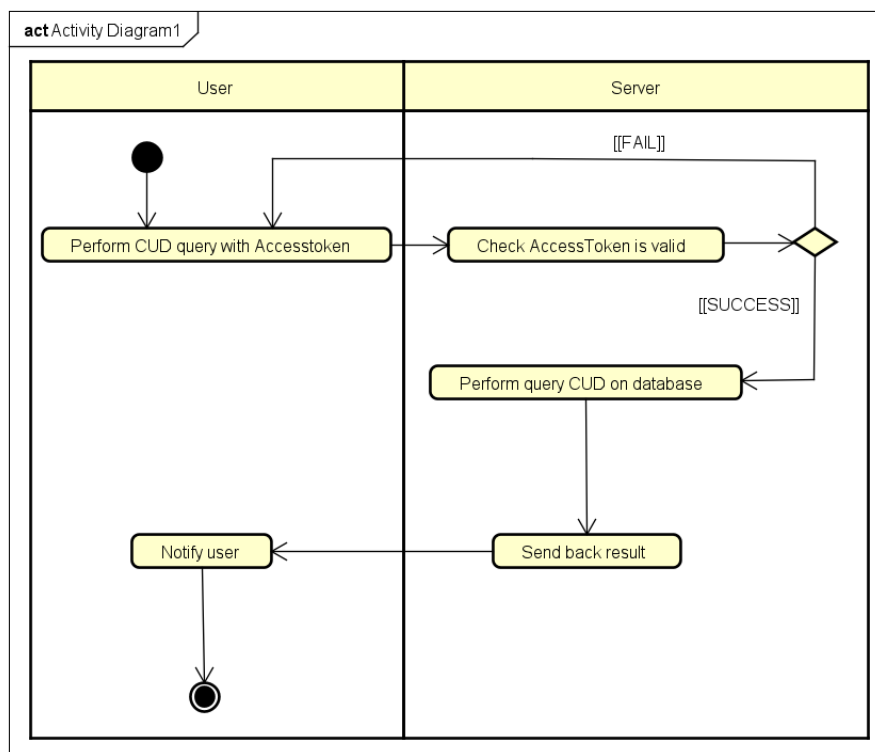 act Activity Diagram1
User
Server
[[FAIL]]
Perform CUD query with Accesstoken
Check AccessToken is valid
[[SUCCESS]]
Perform query CUD on database
Notify user
Send back result